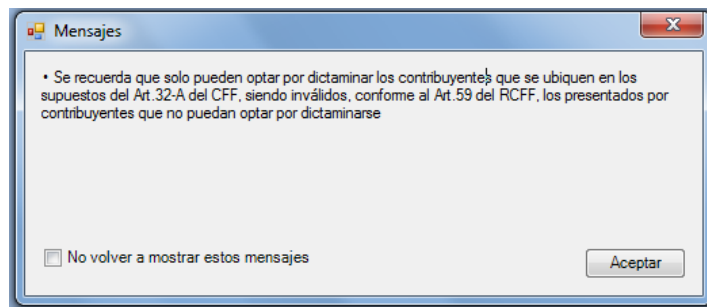 Mensajes
• Se recuerda que solo pueden optar por dictaminar los contribuyentes que se ubiquen en los
supuestos del Art.32-A del CFF, siendo inválidos, conforme al Art.59 del RCFF, los presentados por
contribuyentes que no puedan optar por dictaminarse
No volver a mostrar estos mensajes
Aceptar